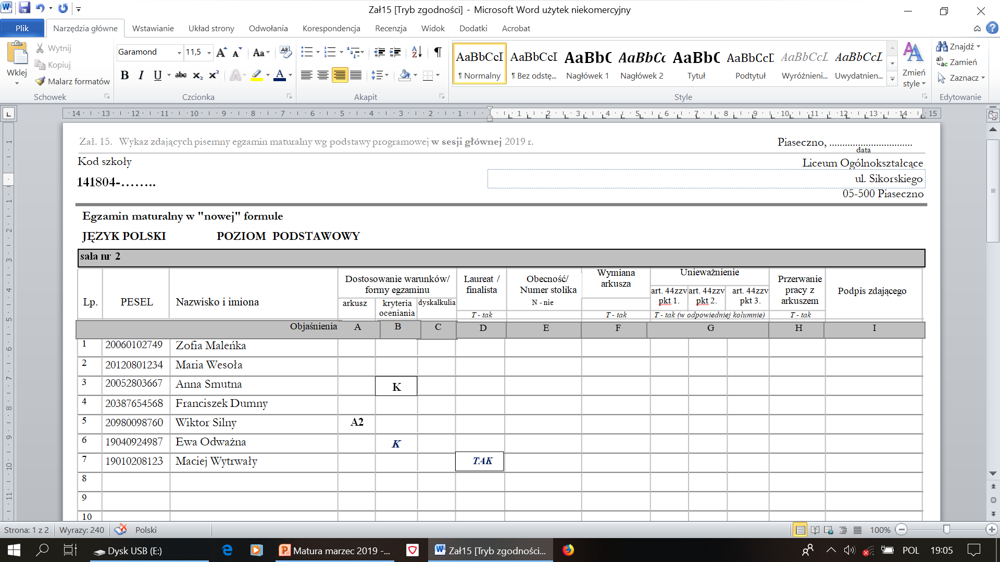 Zał15 [Tryb zgodności] - Microsoft Word użytek niekomercyjny
Plik Narzędzia główne Wstawianie Układ strony Odwołania Korespondencja Recenzja Widok Dodatki Acrobat
Wklej
Wytnij
Kopiuj
Malarz formatów
Schowek
Garamond 11,5
Czcionka
Akapit
AaBbCcI AaBbCcI AaBbC AaBbCc AaBbC AaBbCcD AaBbCcL AaBbCcL
¶ Normalny ¶ Bez odstę... Nagłówek 1 Nagłówek 2 Tytuł Podtytuł Wyróżnieni... Uwydatnien...
Zmień
style
Style
Znajdź
Zamień
Zaznacz
Edytowanie
14 13 12 11 10 9 8 7 6 5 4 3 2 1 1 2 3 4 5 6 7 8 9 10 11 12 13 14 15
Zał. 15. Wykaz zdających pisemny egzamin maturalny wg podstawy programowej w sesji głównej 2019 r.
Piaseczno, ................................
data
Kod szkoły
141804-……..
Liceum Ogólnokształcące
ul. Sikorskiego
05-500 Piaseczno
Egzamin maturalny w "nowej" formule
JĘZYK POLSKI POZIOM PODSTAWOWY
sala nr 2
Lp. PESEL Nazwisko i imiona
Dostosowanie warunków/
formy egzaminu
arkusz kryteria oceniania dyskalkulia
Laureat /
finalista
T - tak
Obecność/
Numer stolika
N - nie
Wymiana
arkusza
T - tak
Unieważnienie
art. 44zzv art. 44zzv art. 44zzv
pkt 1. pkt 2. pkt 3.
T - tak (w odpowiedniej kolumnie)
Przerwanie
pracy z
arkuszem
T - tak
Podpis zdającego
Objaśnienia A B C D E F G H I
1 20060102749 Zofia Maleńka
2 20120801234 Maria Wesoła
3 20052803667 Anna Smutna K
4 20387654568 Franciszek Dumny
5 20980098760 Wiktor Silny A2
6 19040924987 Ewa Odważna K
7 19010208123 Maciej Wytrwały TAK
8
9
10
Strona: 1 z 2 Wyrazy: 240 Polski 100%
Dysk USB (E:) Matura marzec 2019 -... Zał15 [Tryb zgodności... POL 19:05